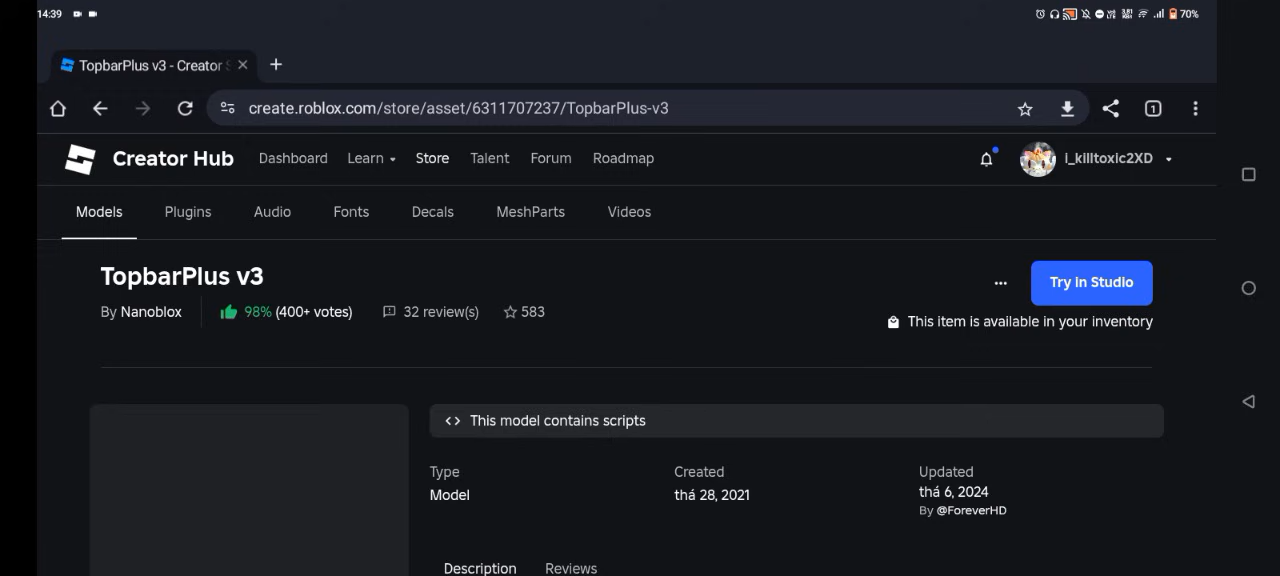 14:39 70%
TopbarPlus v3 - Creator S
create.roblox.com/store/asset/6311707237/TopbarPlus-v3 1
Creator Hub Dashboard Learn Store Talent Forum Roadmap i_killtoxic2XD
Models Plugins Audio Fonts Decals MeshParts Videos
TopbarPlus v3
Try in Studio
By Nanoblox 98% (400+ votes) 32 review(s) 583
This item is available in your inventory
This model contains scripts
Type Created Updated
Model thá 28, 2021 thá 6, 2024
By @ForeverHD
Description Reviews